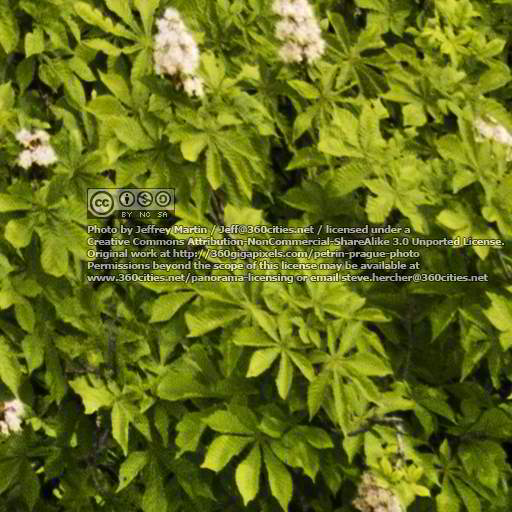 cc
BY NC SA
Photo by Jeffrey Martin / Jeff@360cities.net / licensed under a
Creative Commons Attribution-NonCommercial-ShareAlike 3.0 Unported License.
Original work at http://360gigapixels.com/petrin-prague-photo
Permissions beyond the scope of this license may be available at
www.360cities.net/panorama-licensing or email steve.hercher@360cities.net